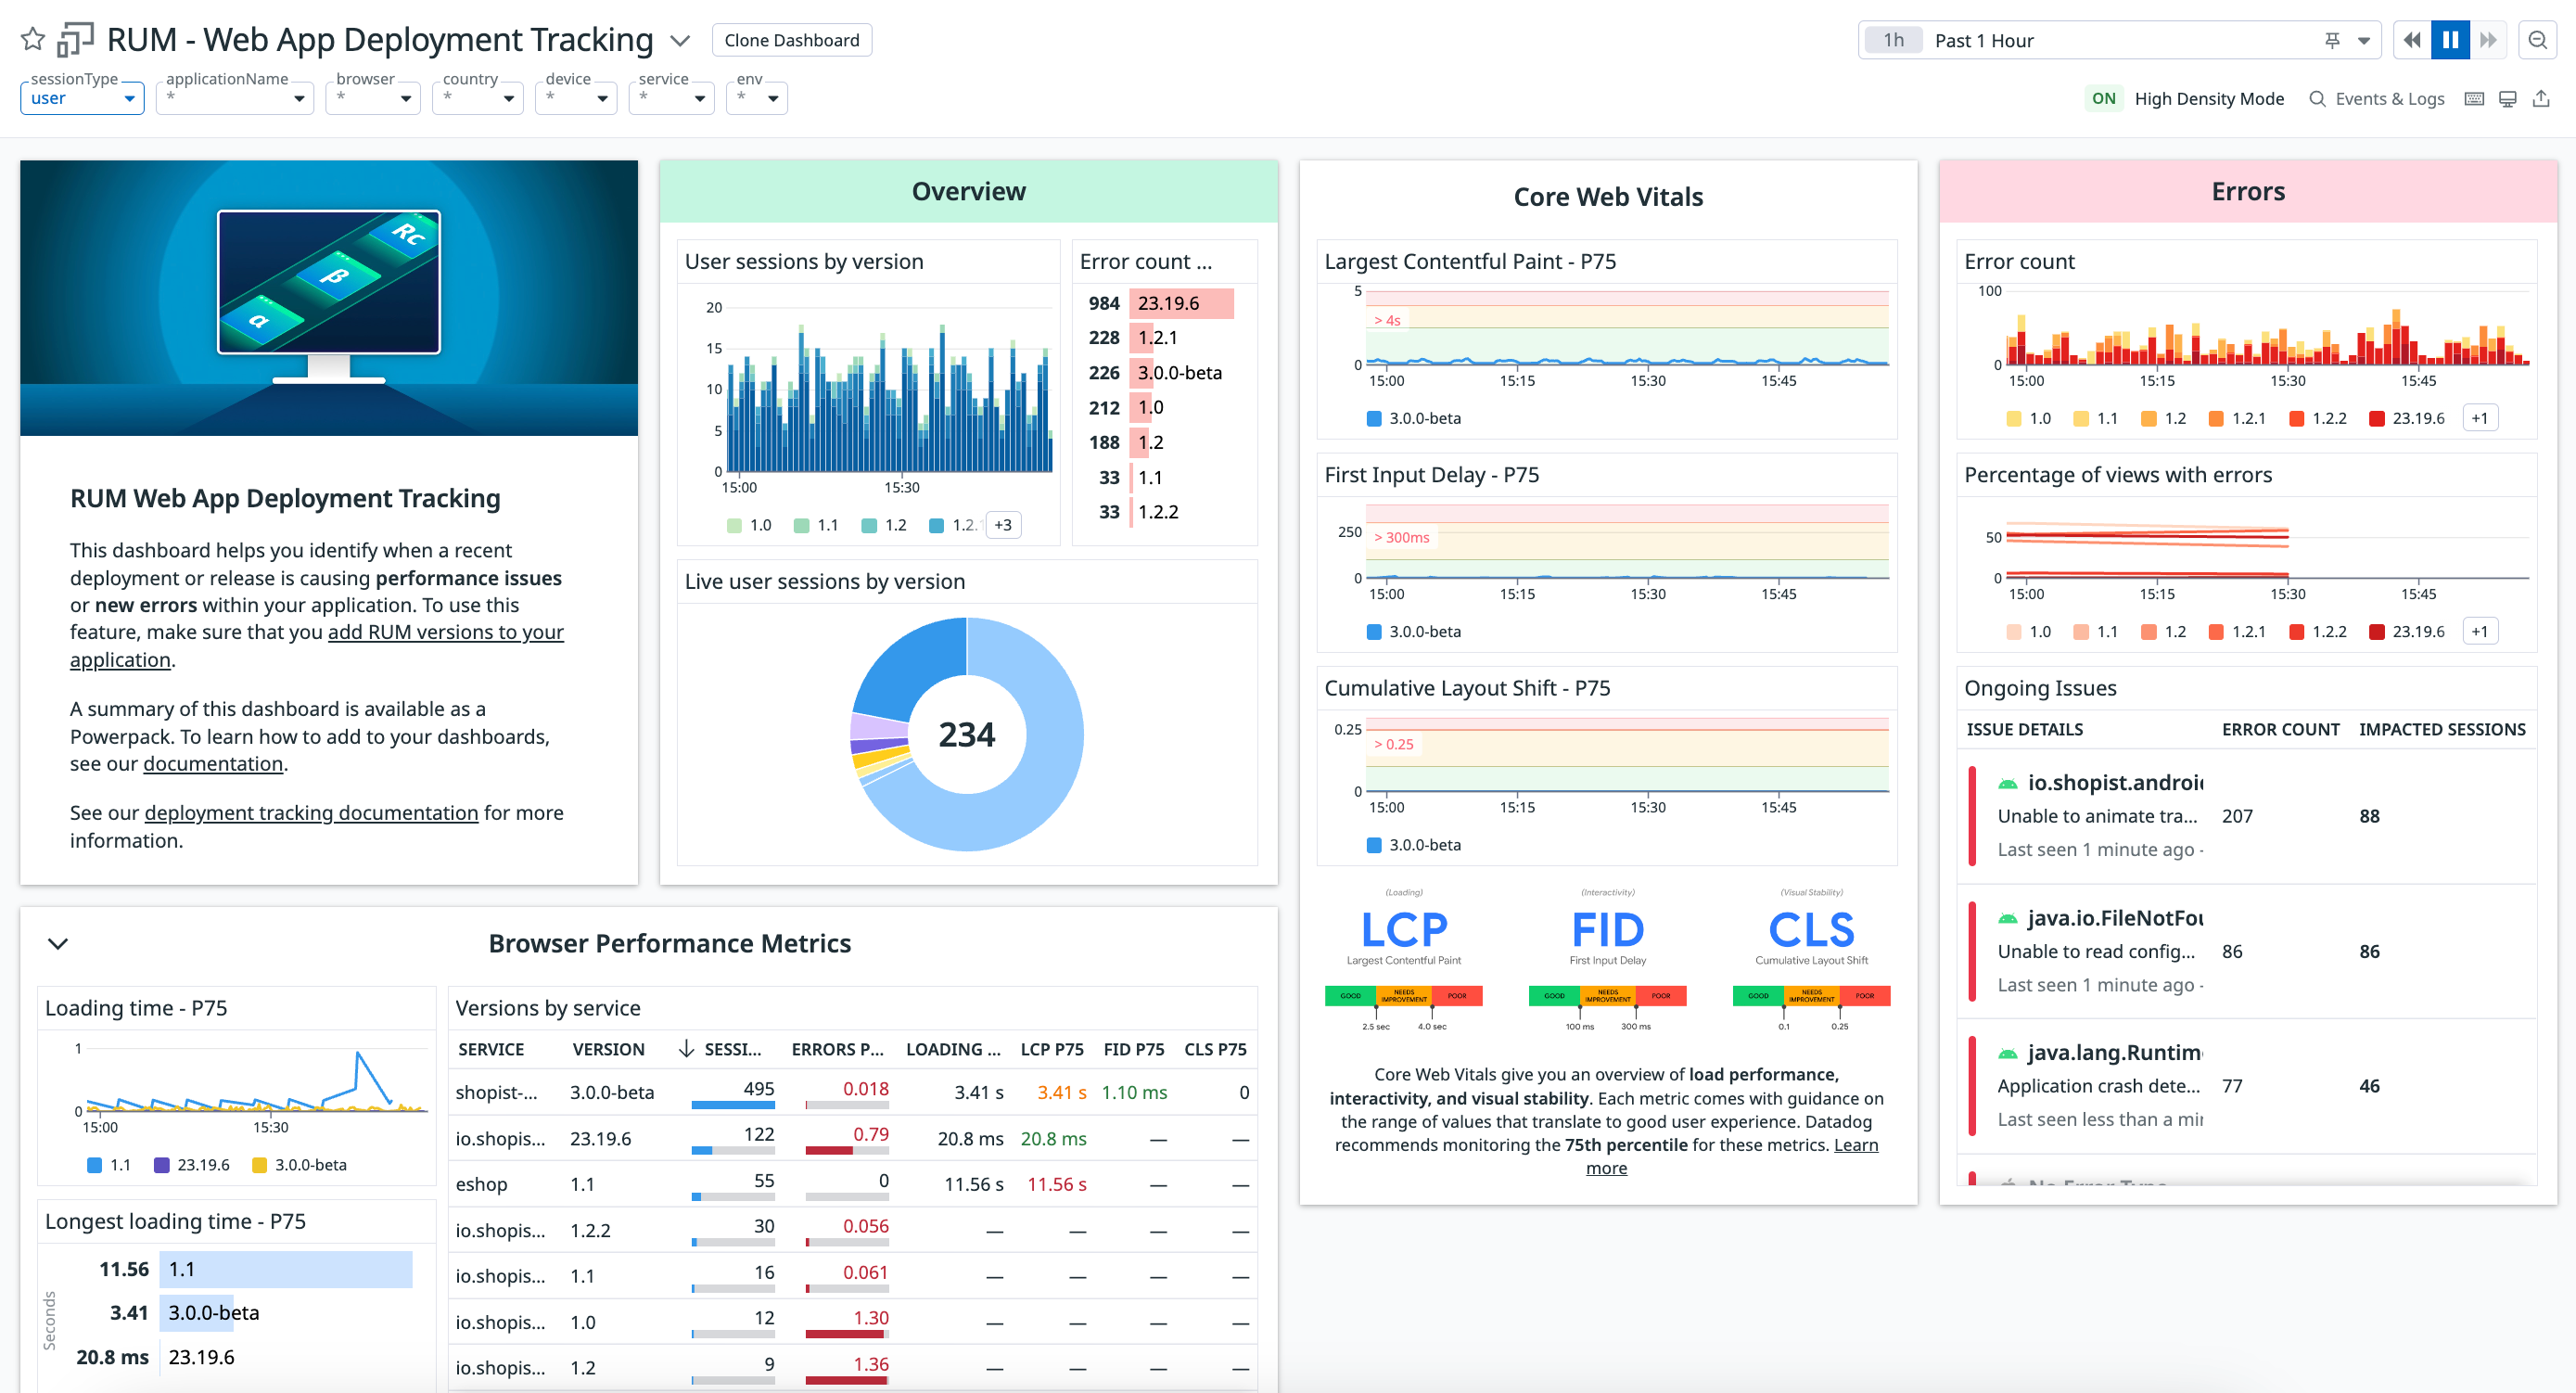 RUM - Web App Deployment Tracking
Clone Dashboard
1h Past 1 Hour
sessionType applicationName browser country device service env
user * * * * * *
ON High Density Mode Events & Logs
α β Rc
RUM Web App Deployment Tracking
This dashboard helps you identify when a recent
deployment or release is causing performance issues
or new errors within your application. To use this
feature, make sure that you add RUM versions to your
application.
A summary of this dashboard is available as a
Powerpack. To learn how to add to your dashboards,
see our documentation.
See our deployment tracking documentation for more
information.
Overview
User sessions by version
20
15
10
5
0
15:00 15:30
1.0 1.1 1.2 1.2.1 +3
Error count ...
984 23.19.6
228 1.2.1
226 3.0.0-beta
212 1.0
188 1.2
33 1.1
33 1.2.2
Live user sessions by version
234
Core Web Vitals
Largest Contentful Paint - P75
5
> 4s
0
15:00 15:15 15:30 15:45
3.0.0-beta
First Input Delay - P75
250
> 300ms
0
15:00 15:15 15:30 15:45
3.0.0-beta
Cumulative Layout Shift - P75
0.25
> 0.25
0
15:00 15:15 15:30 15:45
3.0.0-beta
(Loading) (Interactivity) (Visual Stability)
LCP FID CLS
Largest Contentful Paint First Input Delay Cumulative Layout Shift
GOOD NEEDS IMPROVEMENT POOR GOOD NEEDS IMPROVEMENT POOR GOOD NEEDS IMPROVEMENT POOR
2.5 sec 4.0 sec 100 ms 300 ms 0.1 0.25
Core Web Vitals give you an overview of load performance,
interactivity, and visual stability. Each metric comes with guidance on
the range of values that translate to good user experience. Datadog
recommends monitoring the 75th percentile for these metrics. Learn
more
Errors
Error count
100
0
15:00 15:15 15:30 15:45
1.0 1.1 1.2 1.2.1 1.2.2 23.19.6 +1
Percentage of views with errors
50
0
15:00 15:15 15:30 15:45
1.0 1.1 1.2 1.2.1 1.2.2 23.19.6 +1
Ongoing Issues
ISSUE DETAILS ERROR COUNT IMPACTED SESSIONS
io.shopist.androi
Unable to animate tra... 207 88
Last seen 1 minute ago -
java.io.FileNotFou
Unable to read config... 86 86
Last seen 1 minute ago -
java.lang.Runtim
Application crash dete... 77 46
Last seen less than a mi
No Error Type
Browser Performance Metrics
Loading time - P75
1
0
15:00 15:30
1.1 23.19.6 3.0.0-beta
Longest loading time - P75
Seconds
11.56 1.1
3.41 3.0.0-beta
20.8 ms 23.19.6
Versions by service
SERVICE VERSION SESSI... ERRORS P... LOADING ... LCP P75 FID P75 CLS P75
shopist-... 3.0.0-beta 495 0.018 3.41 s 3.41 s 1.10 ms 0
io.shopis... 23.19.6 122 0.79 20.8 ms 20.8 ms — —
eshop 1.1 55 0 11.56 s 11.56 s — —
io.shopis... 1.2.2 30 0.056 — — — —
io.shopis... 1.1 16 0.061 — — — —
io.shopis... 1.0 12 1.30 — — — —
io.shopis... 1.2 9 1.36 — — — —